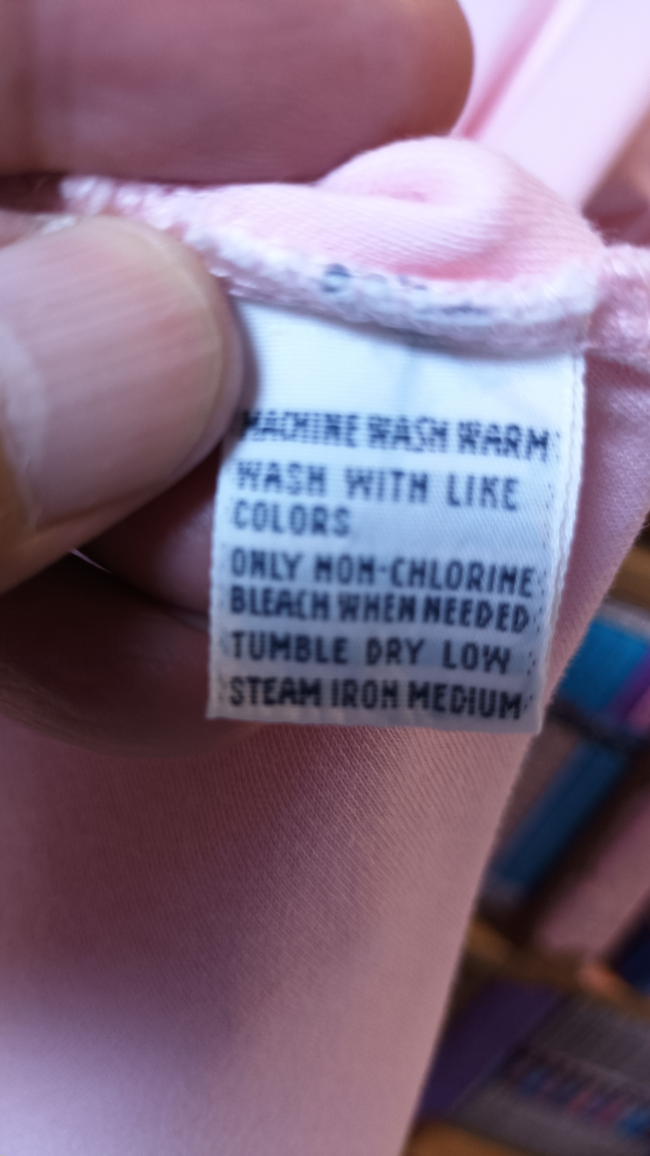 MACHINE WASH WARM
WASH WITH LIKE
COLORS
ONLY NON-CHLORINE
BLEACH WHEN NEEDED
TUMBLE DRY LOW
STEAM IRON MEDIUM